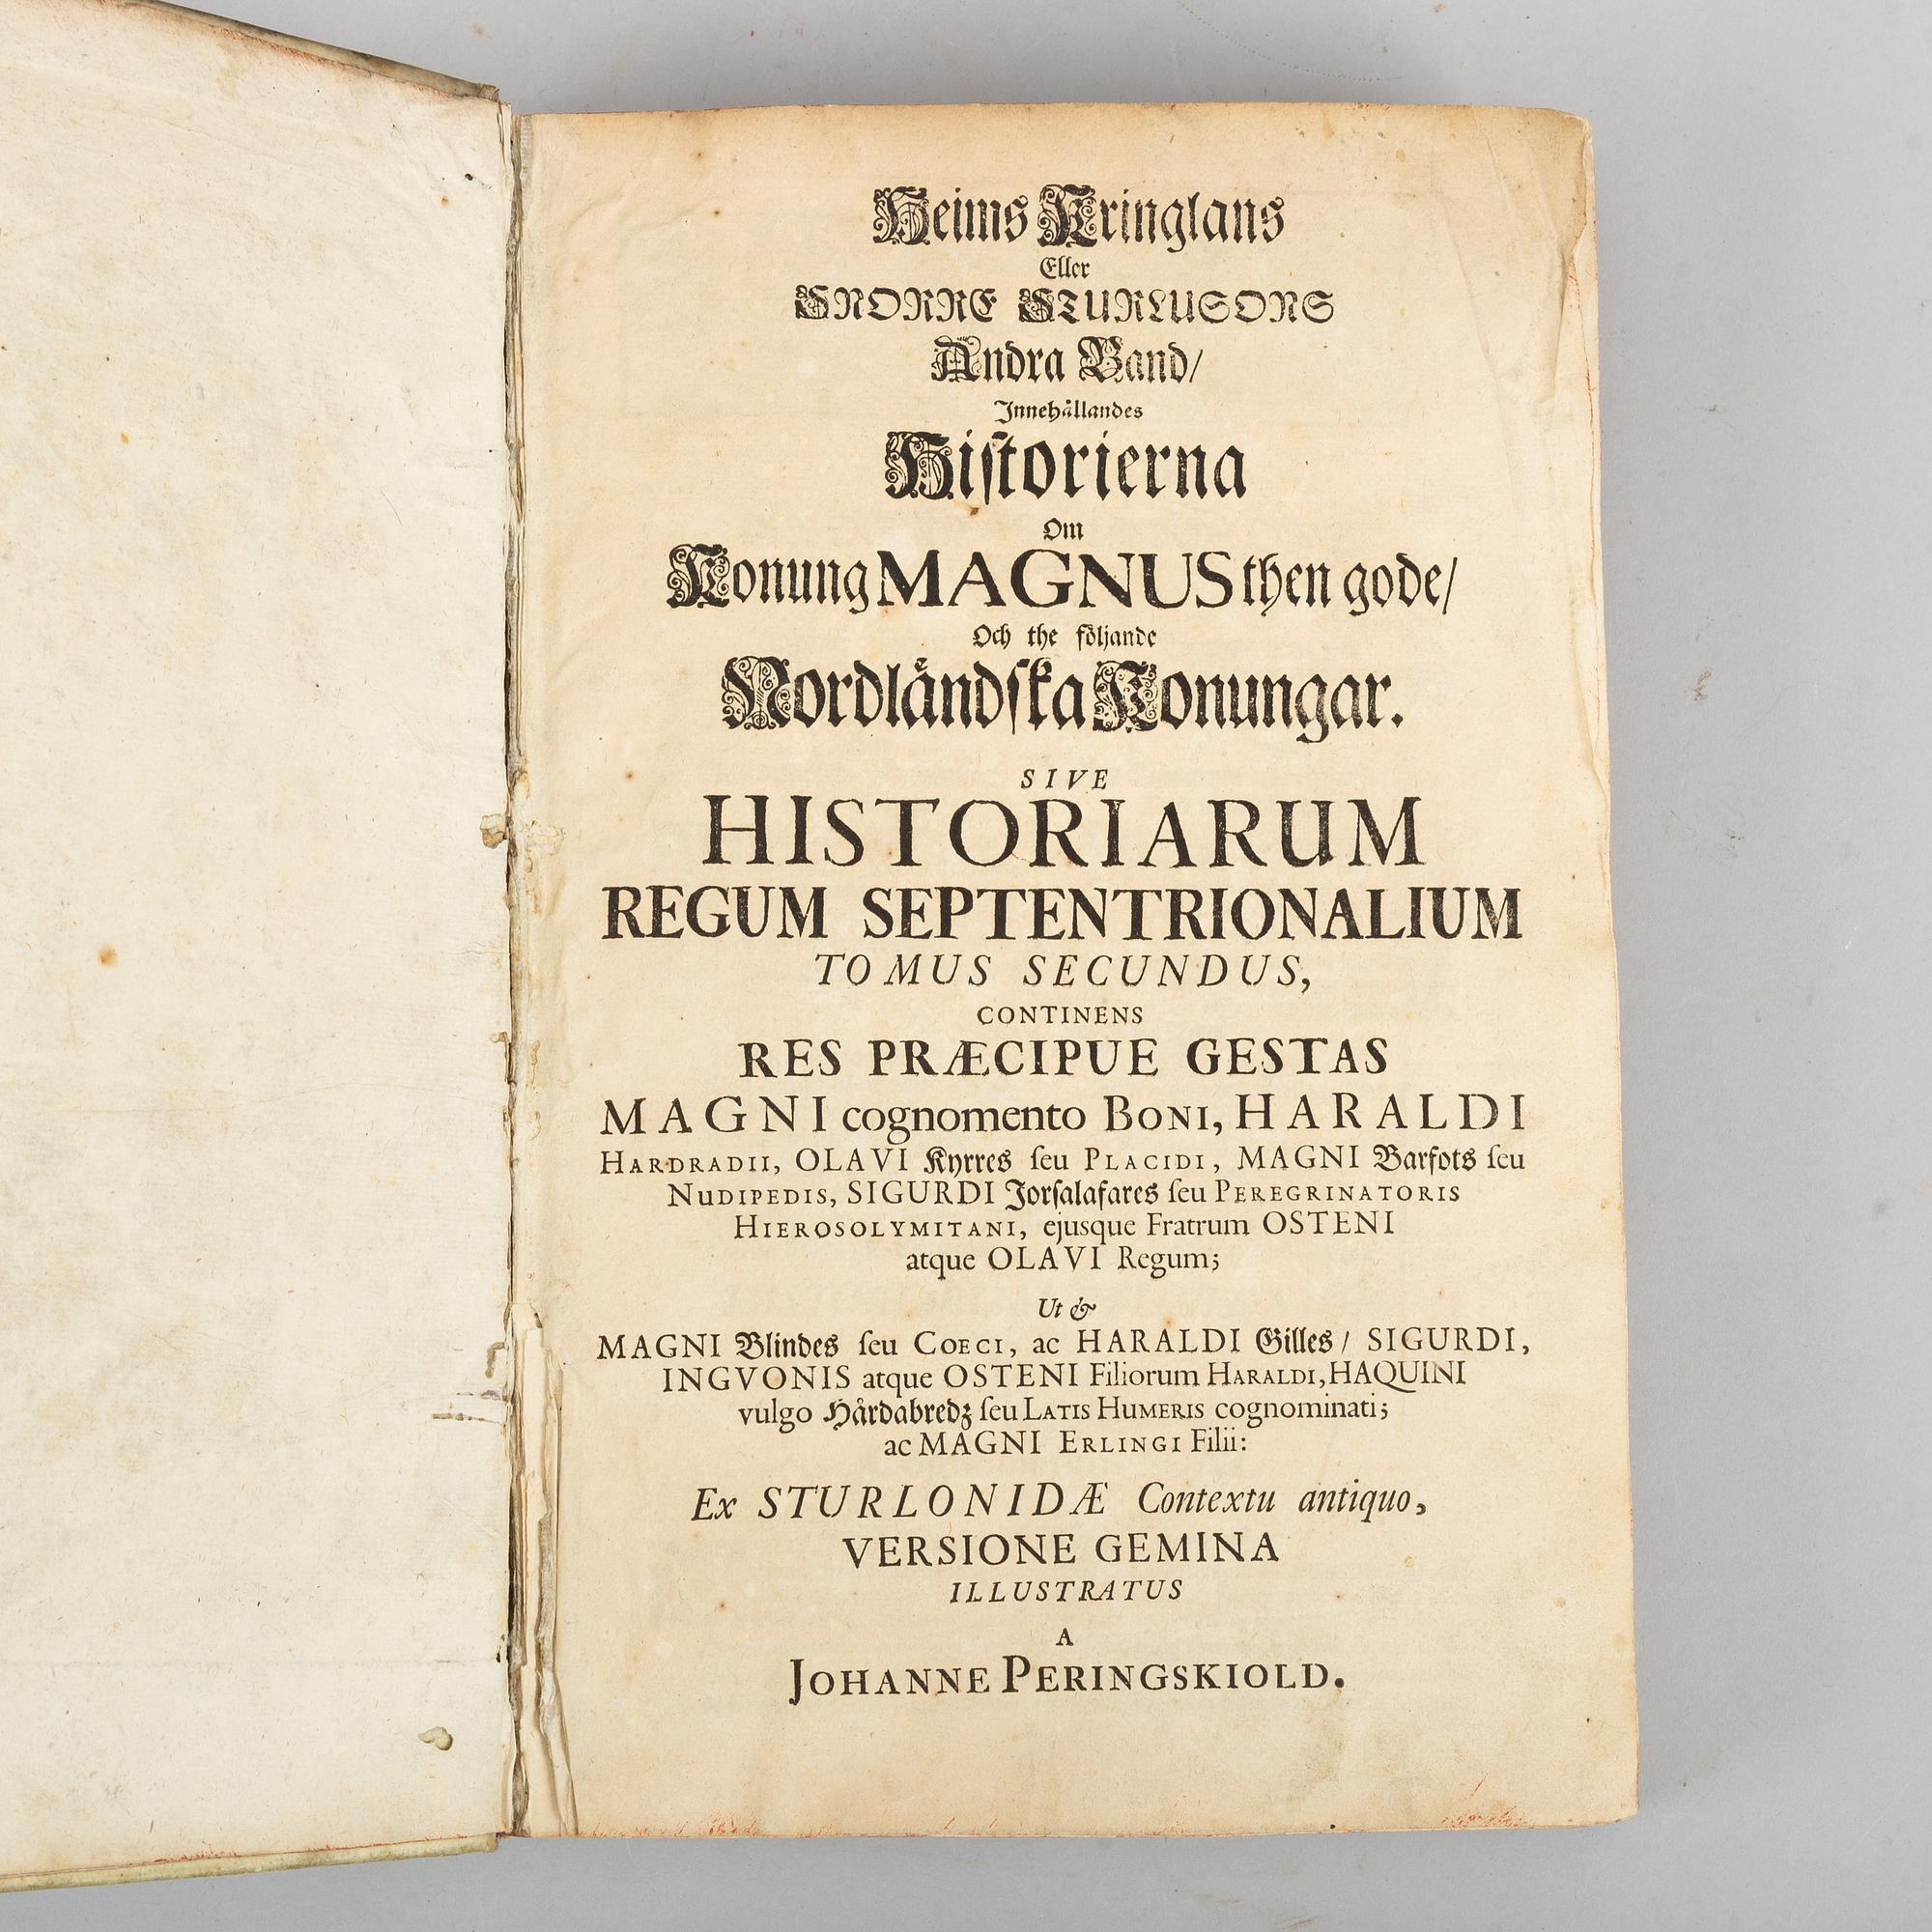 Heims Kringlans
Eller
SNORRE STURLUSONS
Andra Band/
Innehållandes
Hiſtorierna
Om
Konung MAGNUS then gode/
Och the följande
Nordländſka Konungar.
SIVE
HISTORIARUM
REGUM SEPTENTRIONALIUM
TOMUS SECUNDUS,
CONTINENS
RES PRÆCIPUE GESTAS
MAGNI cognomento BONI, HARALDI
HARDRADII, OLAVI Kyrres ſeu PLACIDI, MAGNI Barfots ſeu
NUDIPEDIS, SIGURDI Jorſalafares ſeu PEREGRINATORIS
HIEROSOLYMITANI, ejusque Fratrum OSTENI
atque OLAVI Regum;
Ut &
MAGNI Blindes ſeu COECI, ac HARALDI Gilles/ SIGURDI,
INGVONIS atque OSTENI Filiorum HARALDI, HAQUINI
vulgo Hårdabredz ſeu LATIS HUMERIS cognominati;
ac MAGNI ERLINGI Filii:
Ex STURLONIDÆ Contextu antiquo,
VERSIONE GEMINA
ILLUSTRATUS
A
JOHANNE PERINGSKIOLD.